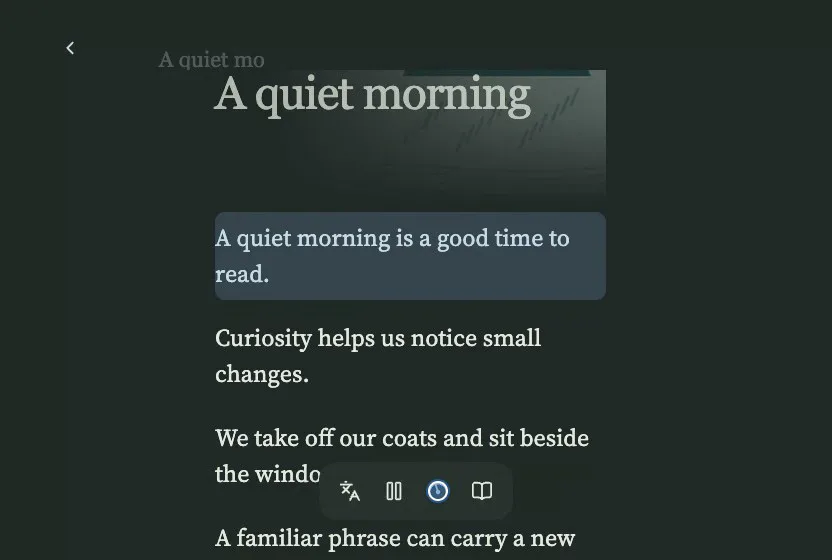 A quiet mo
A quiet morning
A quiet morning is a good time to
read.
Curiosity helps us notice small
changes.
We take off our coats and sit beside
the windo
A familiar phrase can carry a new